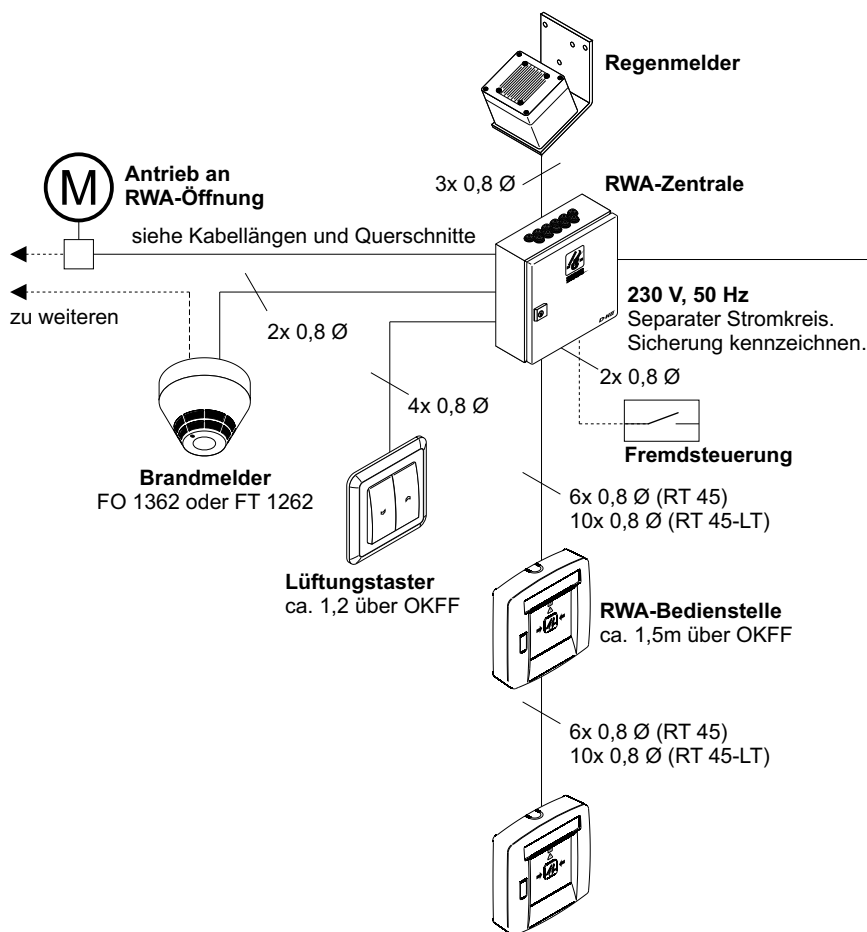 Regenmelder
3x 0,8 Ø
RWA-Zentrale
M
Antrieb an
RWA-Öffnung
siehe Kabellängen und Querschnitte
230 V, 50 Hz
Separater Stromkreis.
Sicherung kennzeichnen.
zu weiteren
2x 0,8 Ø
2x 0,8 Ø
4x 0,8 Ø
Fremdsteuerung
Brandmelder
FO 1362 oder FT 1262
6x 0,8 Ø (RT 45)
10x 0,8 Ø (RT 45-LT)
Lüftungstaster
ca. 1,2 über OKFF
RWA-Bedienstelle
ca. 1,5m über OKFF
6x 0,8 Ø (RT 45)
10x 0,8 Ø (RT 45-LT)